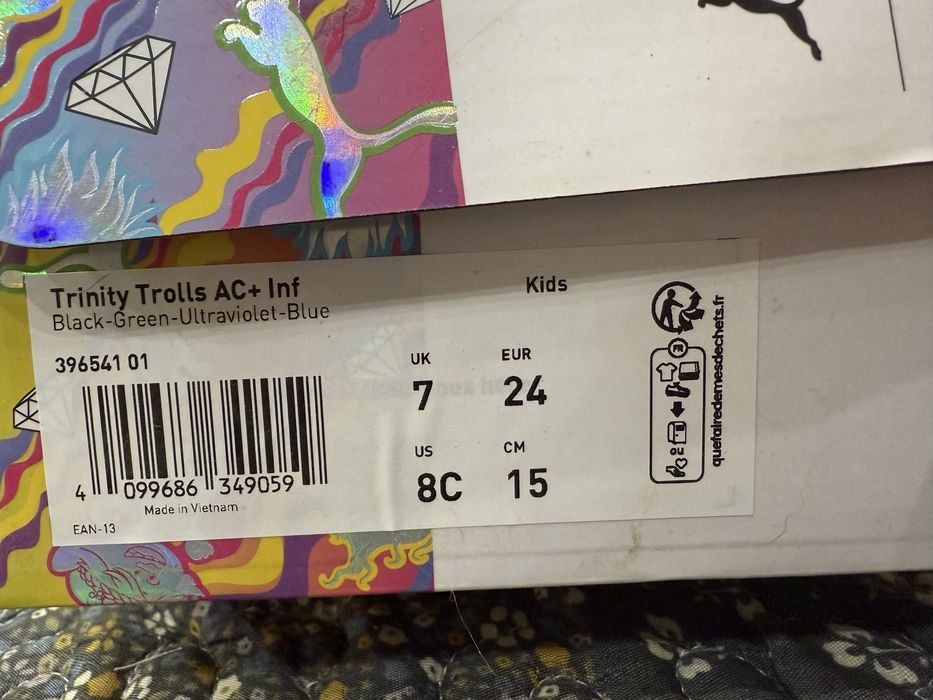 Trinity Trolls AC+ Inf
Black-Green-Ultraviolet-Blue
Kids
396541 01
UK
7
EUR
24
US
8C
CM
15
4 099686 349059
Made in Vietnam
EAN-13
FR
quefairedemesdechets.fr